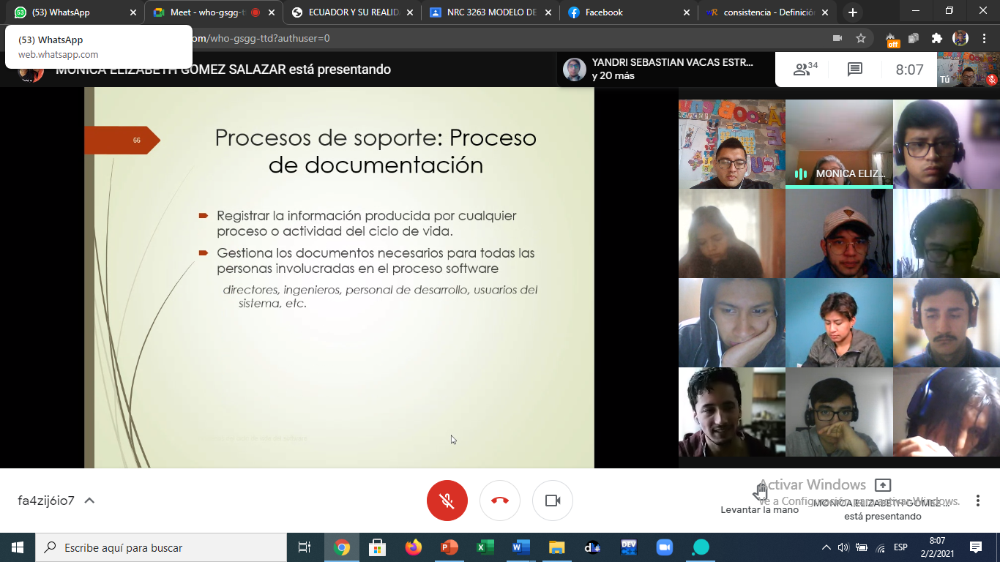 (53) WhatsApp
Meet - who-gsgg-tt
ECUADOR Y SU REALID
NRC 3263 MODELO DE
Facebook
consistencia - Definición
(53) WhatsApp
web.whatsapp.com
om/who-gsgg-ttd?authuser=0
off
MONICA ELIZABETH GOMEZ SALAZAR está presentando
YANDRI SEBASTIAN VACAS ESTR...
y 20 más
34
8:07
Tú
66
Procesos de soporte: Proceso
de documentación
Registrar la información producida por cualquier
proceso o actividad del ciclo de vida.
Gestiona los documentos necesarios para todas las
personas involucradas en el proceso software
directores, ingenieros, personal de desarrollo, usuarios del
sistema, etc.
MONICA ELIZ...
fa4zij6io7
Levantar la mano
Activar Windows
Ve a Configuración para activar Windows.
MONICA ELIZABETH GOMEZ ...
está presentando
Escribe aquí para buscar
DEV
ESP
8:07
2/2/2021